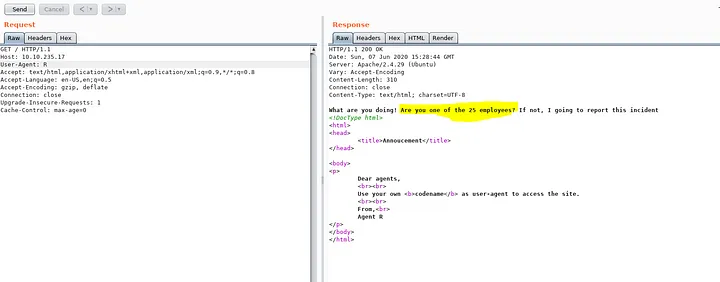 Send Cancel < >
Request
Raw Headers Hex
GET / HTTP/1.1
Host: 10.10.235.17
User-Agent: R
Accept: text/html,application/xhtml+xml,application/xml;q=0.9,*/*;q=0.8
Accept-Language: en-US,en;q=0.5
Accept-Encoding: gzip, deflate
Connection: close
Upgrade-Insecure-Requests: 1
Cache-Control: max-age=0
Response
Raw Headers Hex HTML Render
HTTP/1.1 200 OK
Date: Sun, 07 Jun 2020 15:28:44 GMT
Server: Apache/2.4.29 (Ubuntu)
Vary: Accept-Encoding
Content-Length: 310
Connection: close
Content-Type: text/html; charset=UTF-8
What are you doing! Are you one of the 25 employees? If not, I going to report this incident
<!DocType html>
<html>
<head>
<title>Annoucement</title>
</head>
<body>
<p>
Dear agents,
<br><br>
Use your own <b>codename</b> as user-agent to access the site.
<br><br>
From,<br>
Agent R
</p>
</body>
</html>